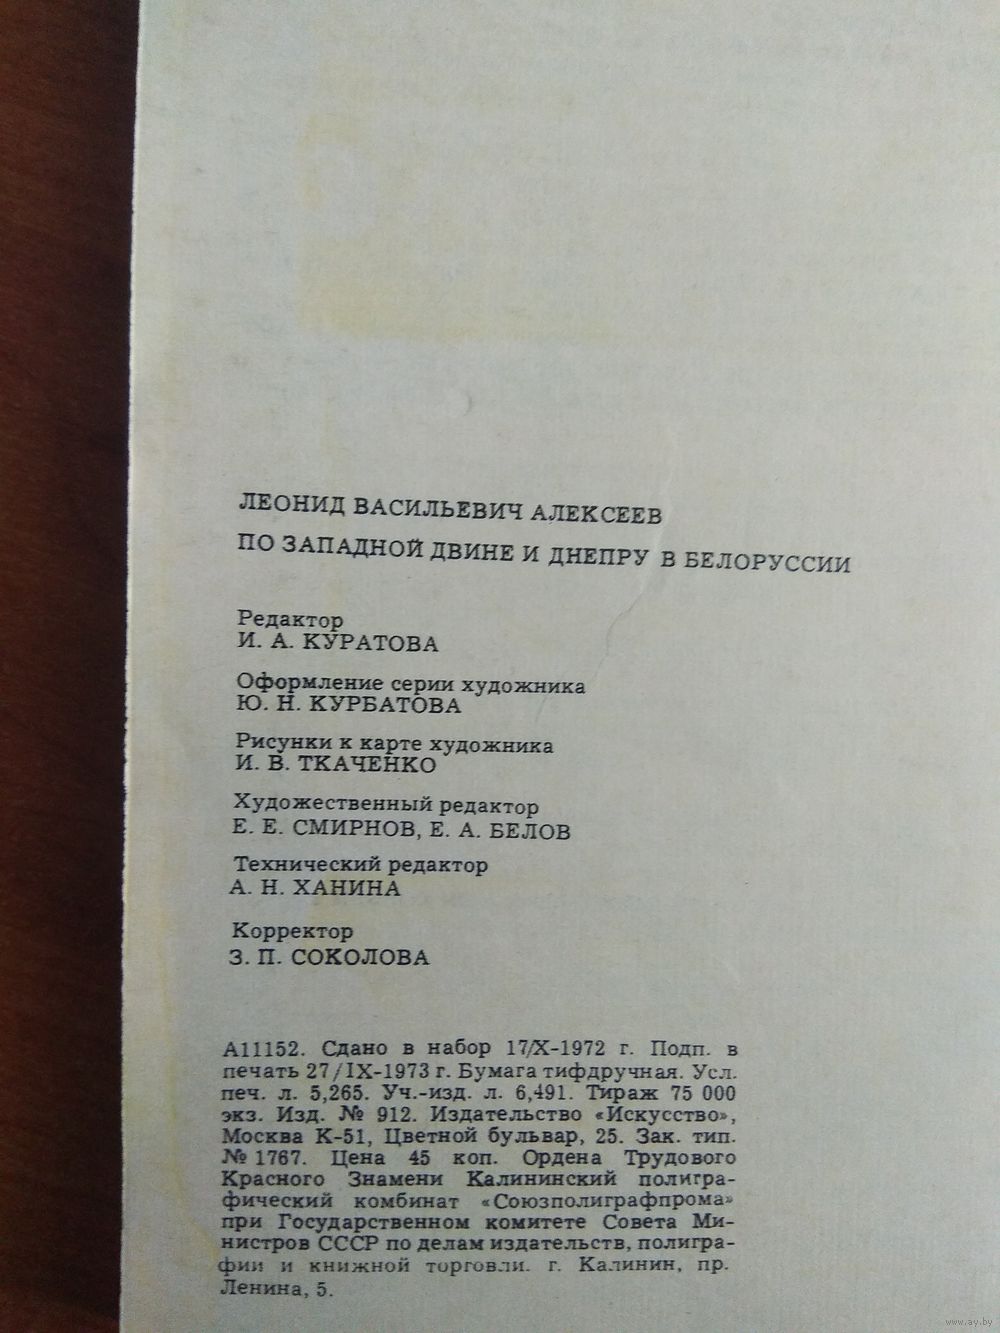 ЛЕОНИД ВАСИЛЬЕВИЧ АЛЕКСЕЕВ
ПО ЗАПАДНОЙ ДВИНЕ И ДНЕПРУ В БЕЛОРУССИИ
Редактор
И. А. КУРАТОВА
Оформление серии художника
Ю. Н. КУРБАТОВА
Рисунки к карте художника
И. В. ТКАЧЕНКО
Художественный редактор
Е. Е. СМИРНОВ, Е. А. БЕЛОВ
Технический редактор
А. Н. ХАНИНА
Корректор
З. П. СОКОЛОВА
А11152. Сдано в набор 17/X-1972 г. Подп. в
печать 27/IX-1973 г. Бумага тифдручная. Усл.
печ. л. 5,265. Уч.-изд. л. 6,491. Тираж 75 000
экз. Изд. № 912. Издательство «Искусство»,
Москва К-51, Цветной бульвар, 25. Зак. тип.
№ 1767. Цена 45 коп. Ордена Трудового
Красного Знамени Калининский полигра-
фический комбинат «Союзполиграфпрома»
при Государственном комитете Совета Ми-
нистров СССР по делам издательств, полигра-
фии и книжной торговли. г. Калинин, пр.
Ленина, 5.
www.ay.by